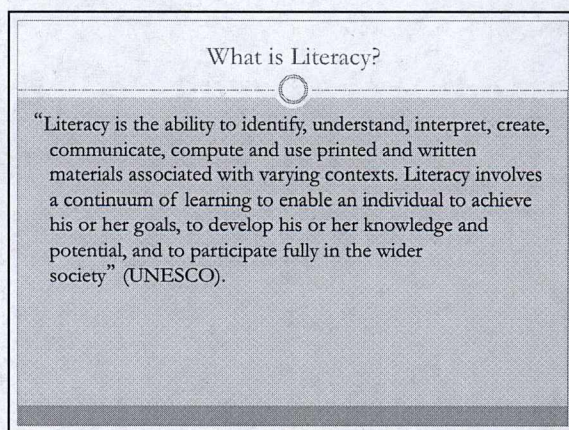 What is Literacy?
“Literacy is the ability to identify, understand, interpret, create,
communicate, compute and use printed and written
materials associated with varying contexts. Literacy involves
a continuum of learning to enable an individual to achieve
his or her goals, to develop his or her knowledge and
potential, and to participate fully in the wider
society” (UNESCO).